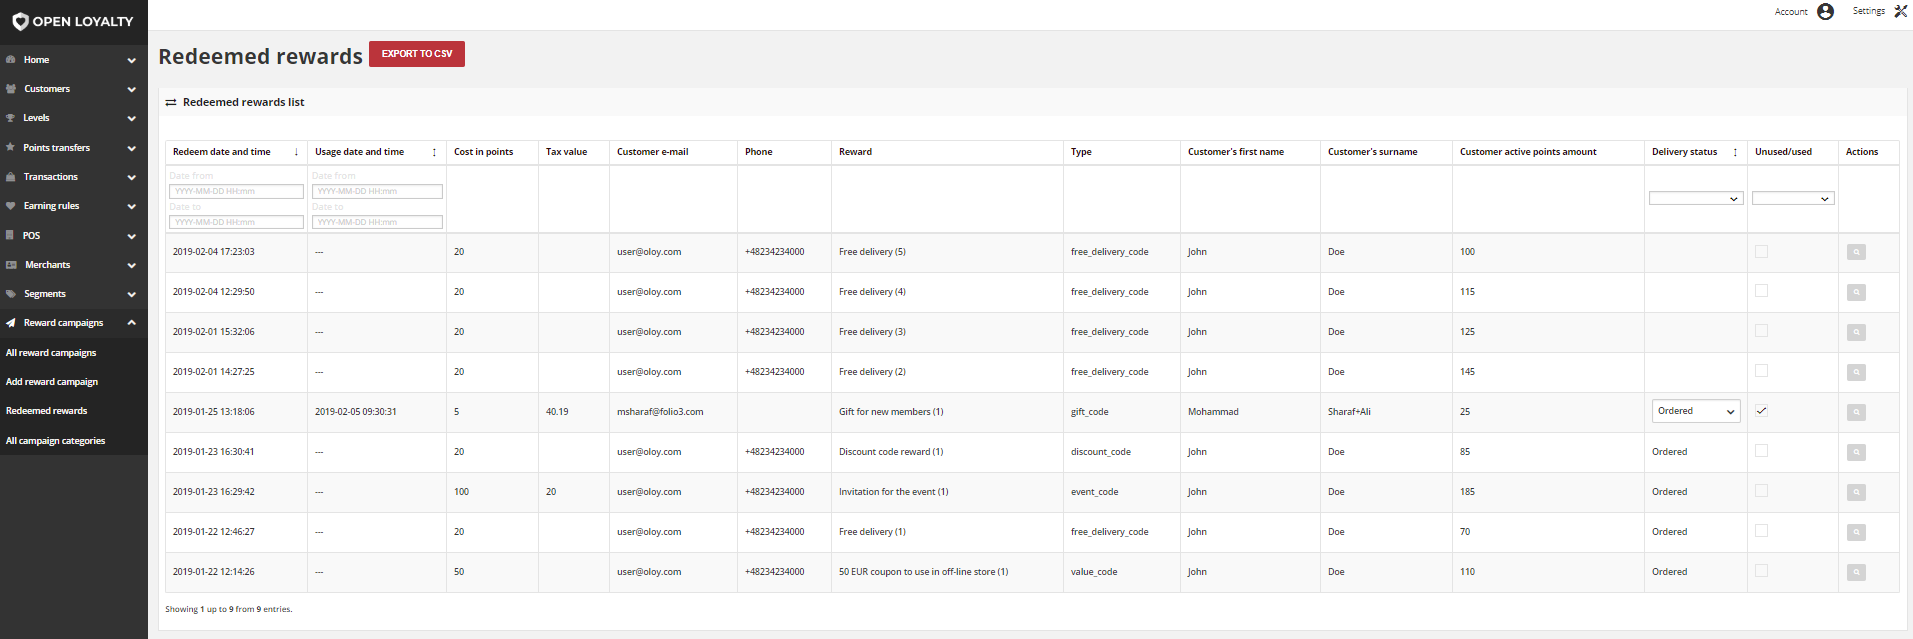 OPEN LOYALTY
Account Settings
Home
Customers
Levels
Points transfers
Transactions
Earning rules
POS
Merchants
Segments
Reward campaigns
All reward campaigns
Add reward campaign
Redeemed rewards
All campaign categories
Redeemed rewards EXPORT TO CSV
Redeemed rewards list
Redeem date and time ↓ Usage date and time ↕ Cost in points Tax value Customer e-mail Phone Reward Type Customer's first name Customer's surname Customer active points amount Delivery status ↕ Unused/used Actions
Date from Date from
YYYY-MM-DD HH:mm YYYY-MM-DD HH:mm
Date to Date to
YYYY-MM-DD HH:mm YYYY-MM-DD HH:mm
2019-02-04 17:23:03 --- 20 user@oloy.com +48234234000 Free delivery (5) free_delivery_code John Doe 100
2019-02-04 12:29:50 --- 20 user@oloy.com +48234234000 Free delivery (4) free_delivery_code John Doe 115
2019-02-01 15:32:06 --- 20 user@oloy.com +48234234000 Free delivery (3) free_delivery_code John Doe 125
2019-02-01 14:27:25 --- 20 user@oloy.com +48234234000 Free delivery (2) free_delivery_code John Doe 145
2019-01-25 13:18:06 2019-02-05 09:30:31 5 40.19 msharaf@folio3.com Gift for new members (1) gift_code Mohammad Sharaf+Ali 25 Ordered
2019-01-23 16:30:41 --- 20 user@oloy.com +48234234000 Discount code reward (1) discount_code John Doe 85 Ordered
2019-01-23 16:29:42 --- 100 20 user@oloy.com +48234234000 Invitation for the event (1) event_code John Doe 185 Ordered
2019-01-22 12:46:27 --- 20 user@oloy.com +48234234000 Free delivery (1) free_delivery_code John Doe 70 Ordered
2019-01-22 12:14:26 --- 50 user@oloy.com +48234234000 50 EUR coupon to use in off-line store (1) value_code John Doe 110 Ordered
Showing 1 up to 9 from 9 entries.